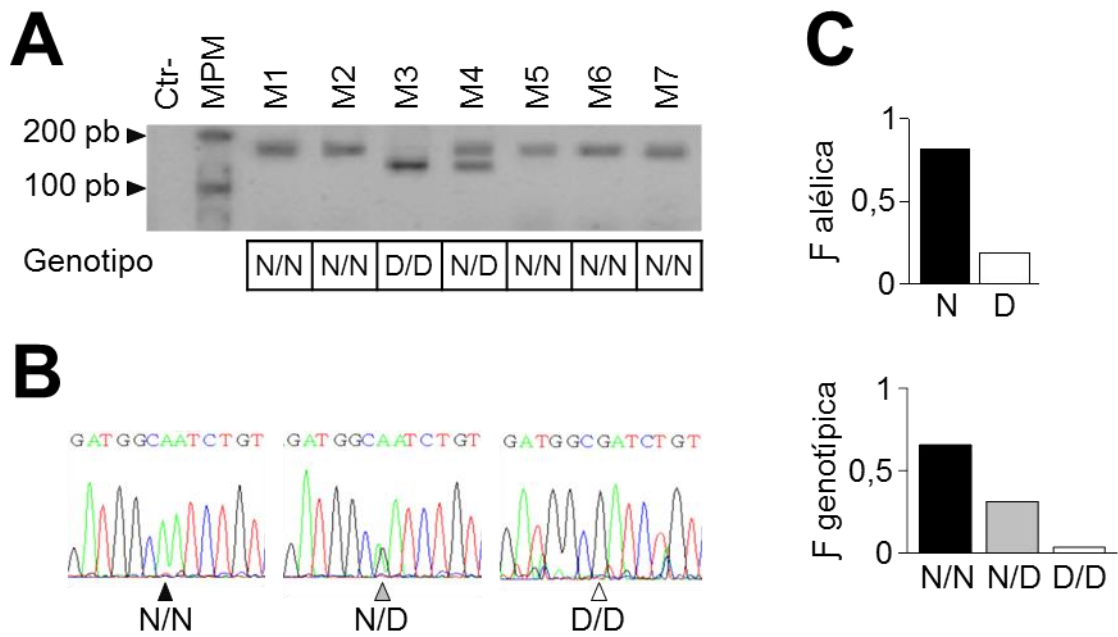 A
Ctr-
MPM
M1
M2
M3
M4
M5
M6
M7
200 pb
100 pb
Genotipo
N/N N/N D/D N/D N/N N/N N/N
B
GATGGCAATCTGT
GATGGCAATCTGT
GATGGCGATCTGT
N/N
N/D
D/D
C
Ƒ alélica
1
0,5
0
N D
Ƒ genotípica
1
0,5
0
N/N N/D D/D